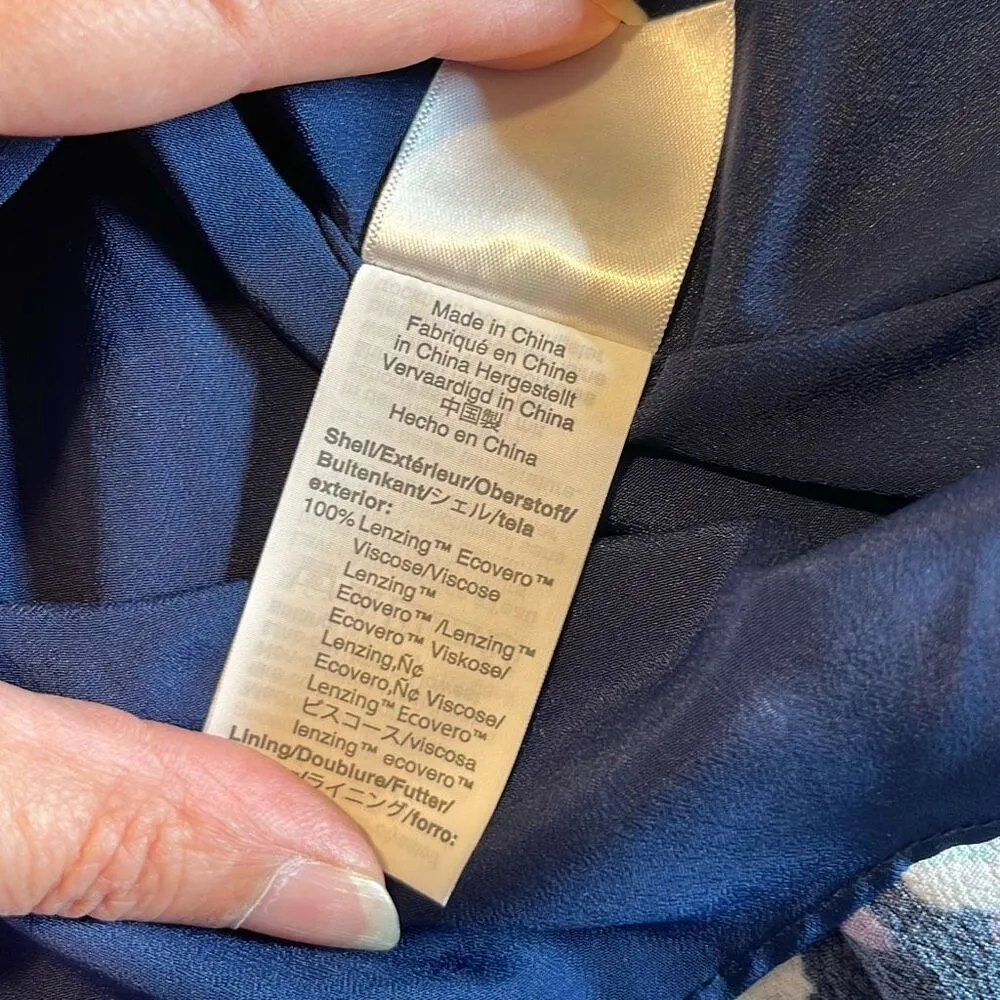 Made in China
Fabriqué en Chine
in China Hergestellt
Vervaardigd in China
中国製
Hecho en China
Shell/Extérieur/Oberstoff/
Buitenkant/シェル/tela
exterior:
100% Lenzing™ Ecovero™
Viscose/Viscose
Lenzing™
Ecovero™/Lenzing™
Ecovero™ Viskose/
Lenzing‚Ñ¢
Ecovero‚Ñ¢ Viscose/
Lenzing™ Ecovero™
ビスコース/viscosa
lenzing™ ecovero™
Lining/Doublure/Futter/
/ライニング/forro: